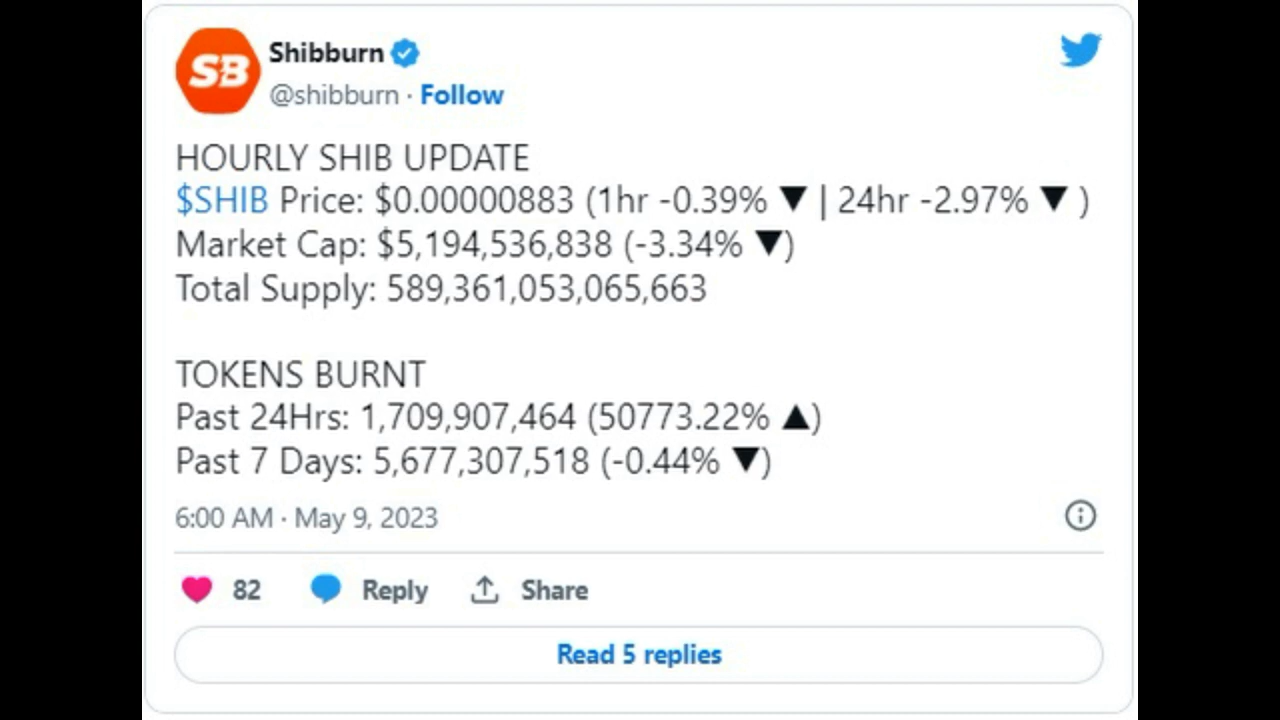 SB
Shibburn
@shibburn · Follow
HOURLY SHIB UPDATE
$SHIB Price: $0.00000883 (1hr -0.39% ▼ | 24hr -2.97% ▼ )
Market Cap: $5,194,536,838 (-3.34% ▼)
Total Supply: 589,361,053,065,663
TOKENS BURNT
Past 24Hrs: 1,709,907,464 (50773.22% ▲)
Past 7 Days: 5,677,307,518 (-0.44% ▼)
6:00 AM · May 9, 2023
82 Reply Share
Read 5 replies